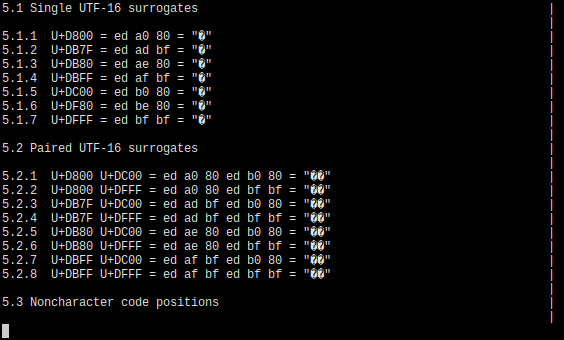 5.1 Single UTF-16 surrogates |
|
5.1.1 U+D800 = ed a0 80 = "�" |
5.1.2 U+DB7F = ed ad bf = "�" |
5.1.3 U+DB80 = ed ae 80 = "�" |
5.1.4 U+DBFF = ed af bf = "�" |
5.1.5 U+DC00 = ed b0 80 = "�" |
5.1.6 U+DF80 = ed be 80 = "�" |
5.1.7 U+DFFF = ed bf bf = "�" |
|
5.2 Paired UTF-16 surrogates |
|
5.2.1 U+D800 U+DC00 = ed a0 80 ed b0 80 = "��" |
5.2.2 U+D800 U+DFFF = ed a0 80 ed bf bf = "��" |
5.2.3 U+DB7F U+DC00 = ed ad bf ed b0 80 = "��" |
5.2.4 U+DB7F U+DFFF = ed ad bf ed bf bf = "��" |
5.2.5 U+DB80 U+DC00 = ed ae 80 ed b0 80 = "��" |
5.2.6 U+DB80 U+DFFF = ed ae 80 ed bf bf = "��" |
5.2.7 U+DBFF U+DC00 = ed af bf ed b0 80 = "��" |
5.2.8 U+DBFF U+DFFF = ed af bf ed bf bf = "��" |
|
5.3 Noncharacter code positions |
|